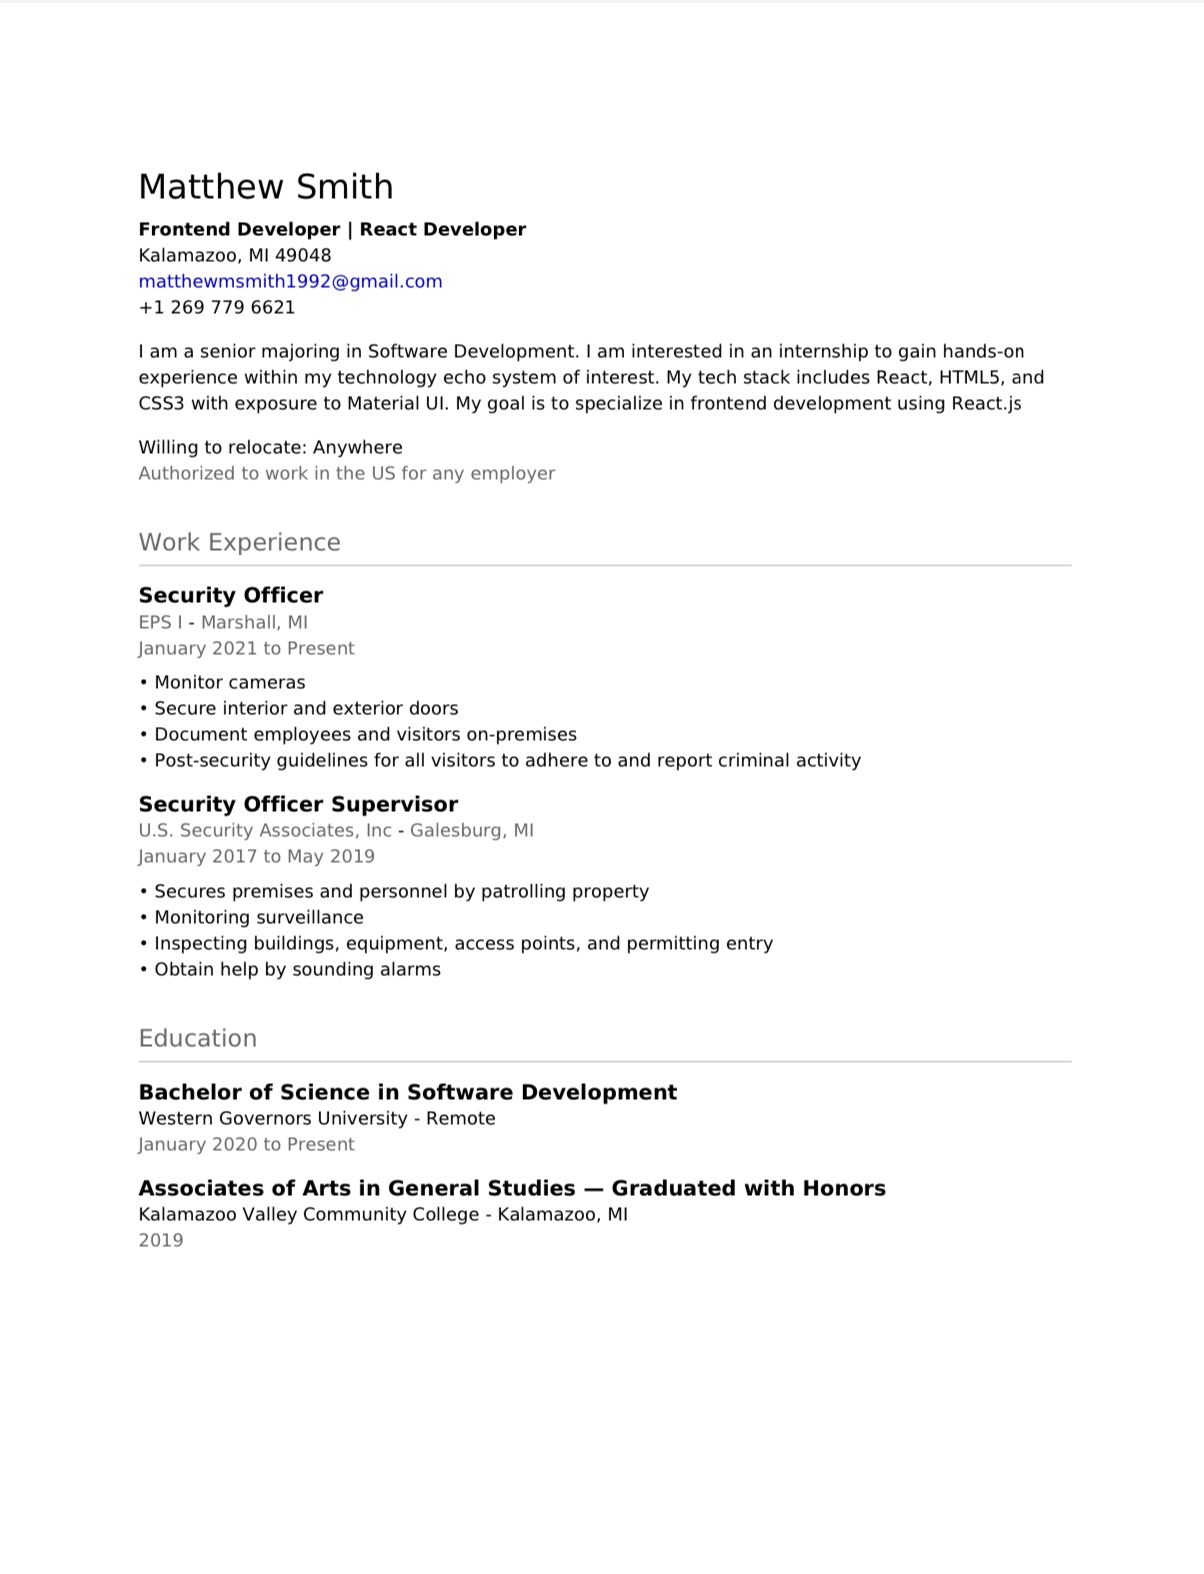 Matthew Smith
Frontend Developer | React Developer
Kalamazoo, MI 49048
matthewmsmith1992@gmail.com
+1 269 779 6621
I am a senior majoring in Software Development. I am interested in an internship to gain hands-on
experience within my technology echo system of interest. My tech stack includes React, HTML5, and
CSS3 with exposure to Material UI. My goal is to specialize in frontend development using React.js
Willing to relocate: Anywhere
Authorized to work in the US for any employer
Work Experience
Security Officer
EPS I - Marshall, MI
January 2021 to Present
• Monitor cameras
• Secure interior and exterior doors
• Document employees and visitors on-premises
• Post-security guidelines for all visitors to adhere to and report criminal activity
Security Officer Supervisor
U.S. Security Associates, Inc - Galesburg, MI
January 2017 to May 2019
• Secures premises and personnel by patrolling property
• Monitoring surveillance
• Inspecting buildings, equipment, access points, and permitting entry
• Obtain help by sounding alarms
Education
Bachelor of Science in Software Development
Western Governors University - Remote
January 2020 to Present
Associates of Arts in General Studies — Graduated with Honors
Kalamazoo Valley Community College - Kalamazoo, MI
2019